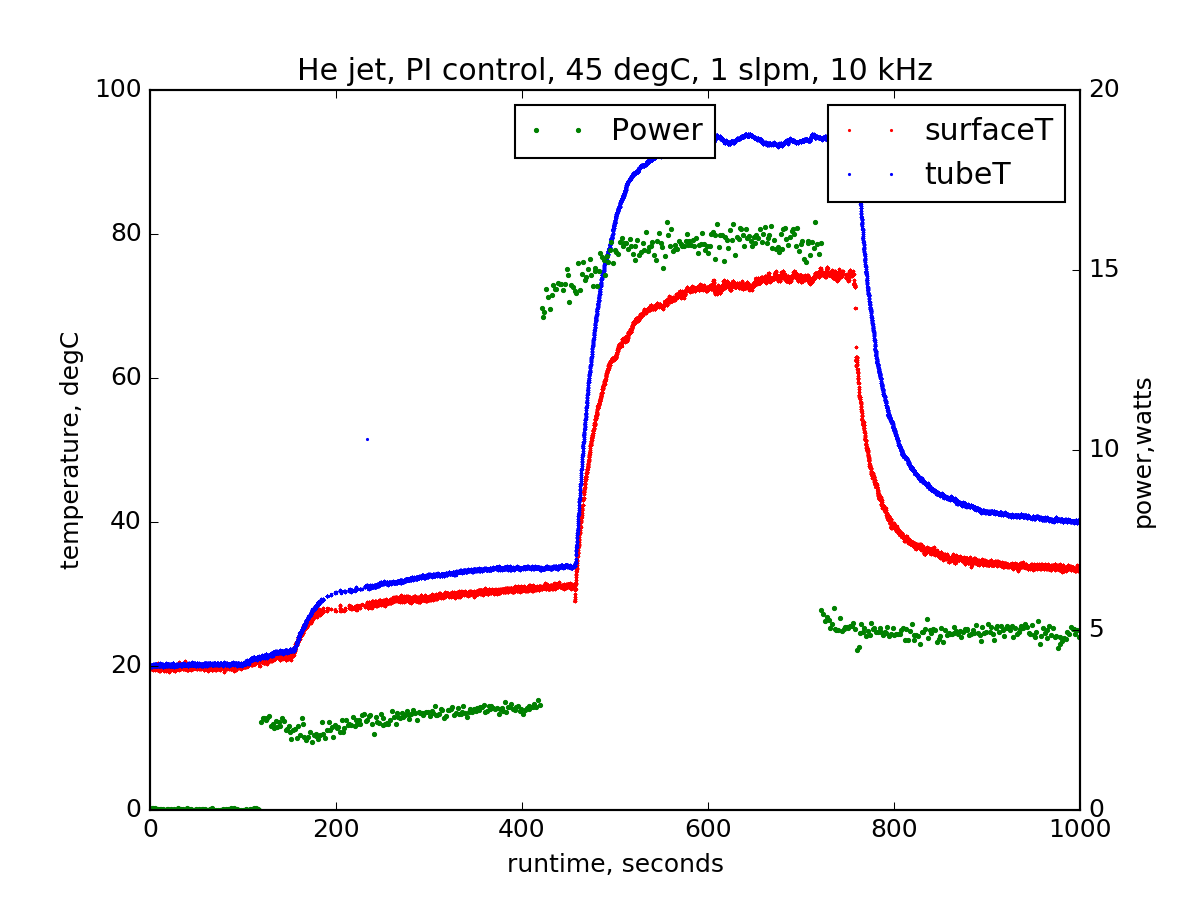 He jet, PI control, 45 degC, 1 slpm, 10 kHz
Power
surfaceT
tubeT
100
80
60
40
20
0
temperature, degC
20
15
10
5
0
power,watts
0 200 400 600 800 1000
runtime, seconds